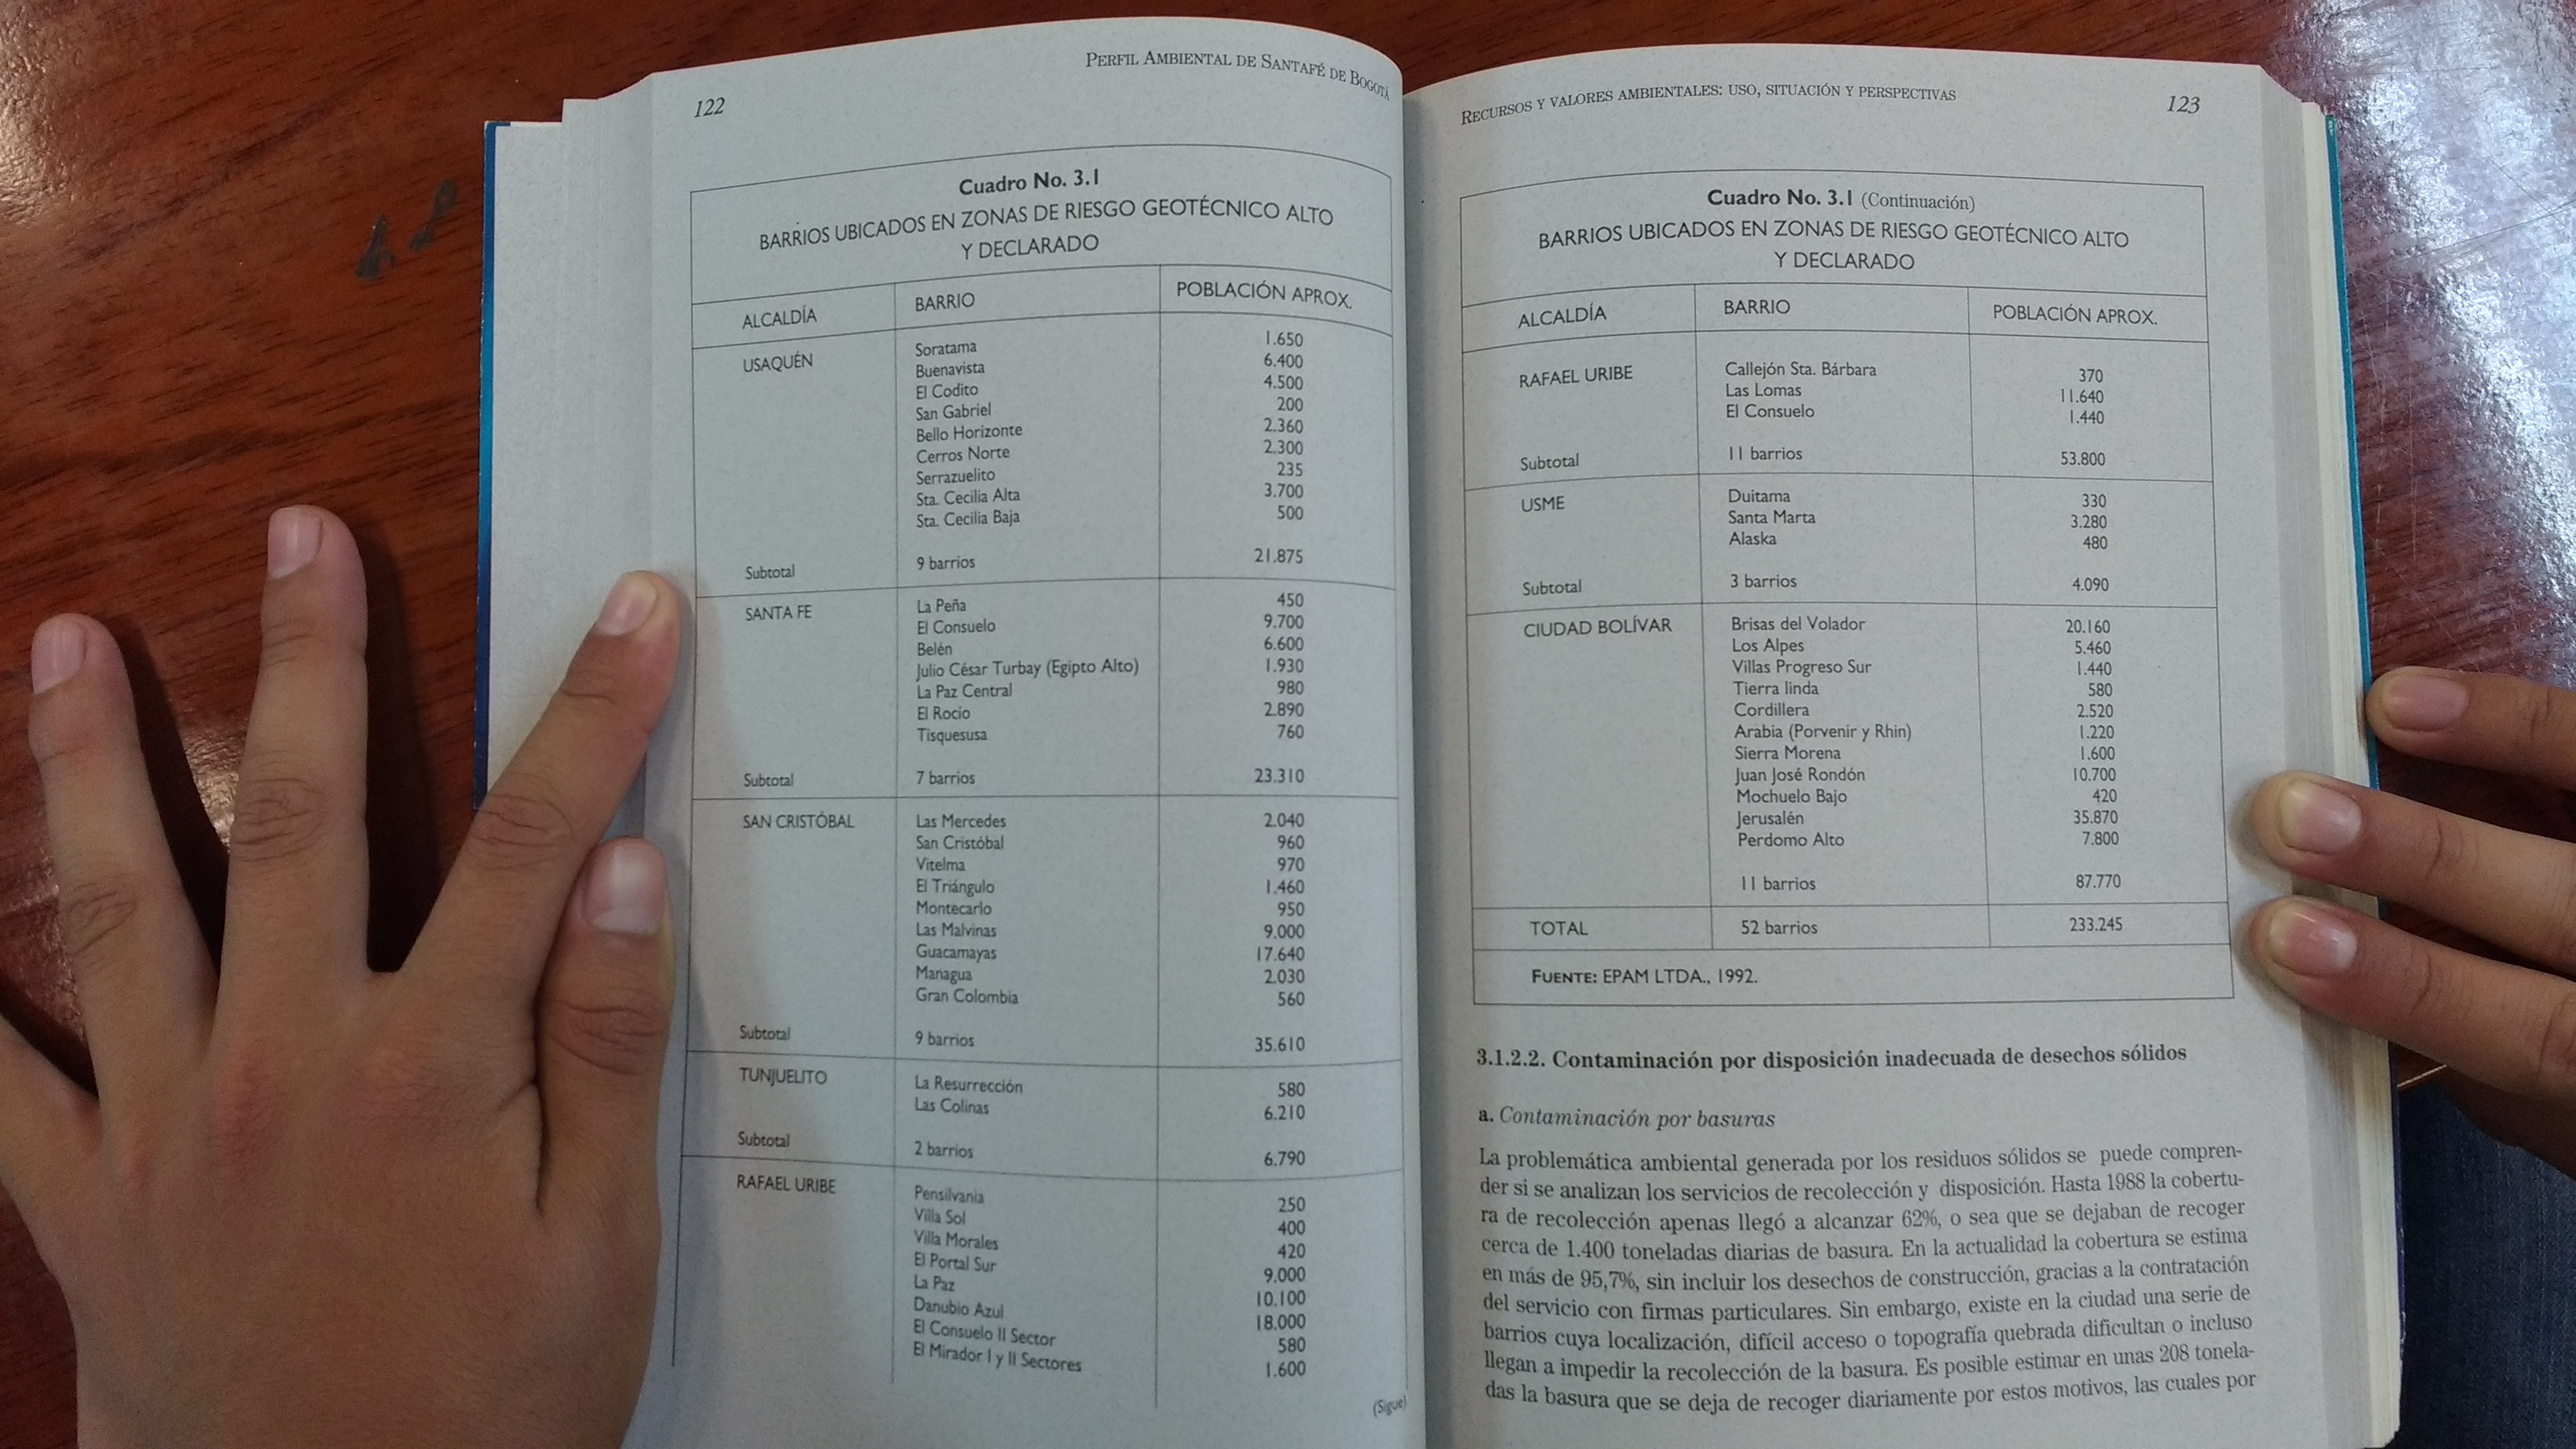 122
PERFIL AMBIENTAL DE SANTAFÉ DE BOGOTÁ
Cuadro No. 3.1
BARRIOS UBICADOS EN ZONAS DE RIESGO GEOTÉCNICO ALTO
Y DECLARADO
ALCALDÍA BARRIO POBLACIÓN APROX.
USAQUÉN Soratama 1.650
Buenavista 6.400
El Codito 4.500
San Gabriel 200
Bello Horizonte 2.360
Cerros Norte 2.300
Serrazuelito 235
Sta. Cecilia Alta 3.700
Sta. Cecilia Baja 500
Subtotal 9 barrios 21.875
SANTA FE La Peña 450
El Consuelo 9.700
Belén 6.600
Julio César Turbay (Egipto Alto) 1.930
La Paz Central 980
El Rocio 2.890
Tisquesusa 760
Subtotal 7 barrios 23.310
SAN CRISTÓBAL Las Mercedes 2.040
San Cristóbal 960
Vitelma 970
El Triángulo 1.460
Montecarlo 950
Las Malvinas 9.000
Guacamayas 17.640
Managua 2.030
Gran Colombia 560
Subtotal 9 barrios 35.610
TUNJUELITO La Resurrección 580
Las Colinas 6.210
Subtotal 2 barrios 6.790
RAFAEL URIBE Pensilvania 250
Villa Sol 400
Villa Morales 420
El Portal Sur 9.000
La Paz 10.100
Danubio Azul 18.000
El Consuelo II Sector 580
El Mirador I y II Sectores 1.600
(Sigue)
RECURSOS Y VALORES AMBIENTALES: USO, SITUACIÓN Y PERSPECTIVAS
123
Cuadro No. 3.1 (Continuación)
BARRIOS UBICADOS EN ZONAS DE RIESGO GEOTÉCNICO ALTO
Y DECLARADO
ALCALDÍA BARRIO POBLACIÓN APROX.
RAFAEL URIBE Callejón Sta. Bárbara 370
Las Lomas 11.640
El Consuelo 1.440
Subtotal 11 barrios 53.800
USME Duitama 330
Santa Marta 3.280
Alaska 480
Subtotal 3 barrios 4.090
CIUDAD BOLÍVAR Brisas del Volador 20.160
Los Alpes 5.460
Villas Progreso Sur 1.440
Tierra linda 580
Cordillera 2.520
Arabia (Porvenir y Rhin) 1.220
Sierra Morena 1.600
Juan José Rondón 10.700
Mochuelo Bajo 420
Jerusalén 35.870
Perdomo Alto 7.800
11 barrios 87.770
TOTAL 52 barrios 233.245
FUENTE: EPAM LTDA., 1992.
3.1.2.2. Contaminación por disposición inadecuada de desechos sólidos
a. Contaminación por basuras
La problemática ambiental generada por los residuos sólidos se puede compren-
der si se analizan los servicios de recolección y disposición. Hasta 1988 la cobertu-
ra de recolección apenas llegó a alcanzar 62%, o sea que se dejaban de recoger
cerca de 1.400 toneladas diarias de basura. En la actualidad la cobertura se estima
en más de 95,7%, sin incluir los desechos de construcción, gracias a la contratación
del servicio con firmas particulares. Sin embargo, existe en la ciudad una serie de
barrios cuya localización, difícil acceso o topografía quebrada dificultan o incluso
llegan a impedir la recolección de la basura. Es posible estimar en unas 208 tonela-
das la basura que se deja de recoger diariamente por estos motivos, las cuales por